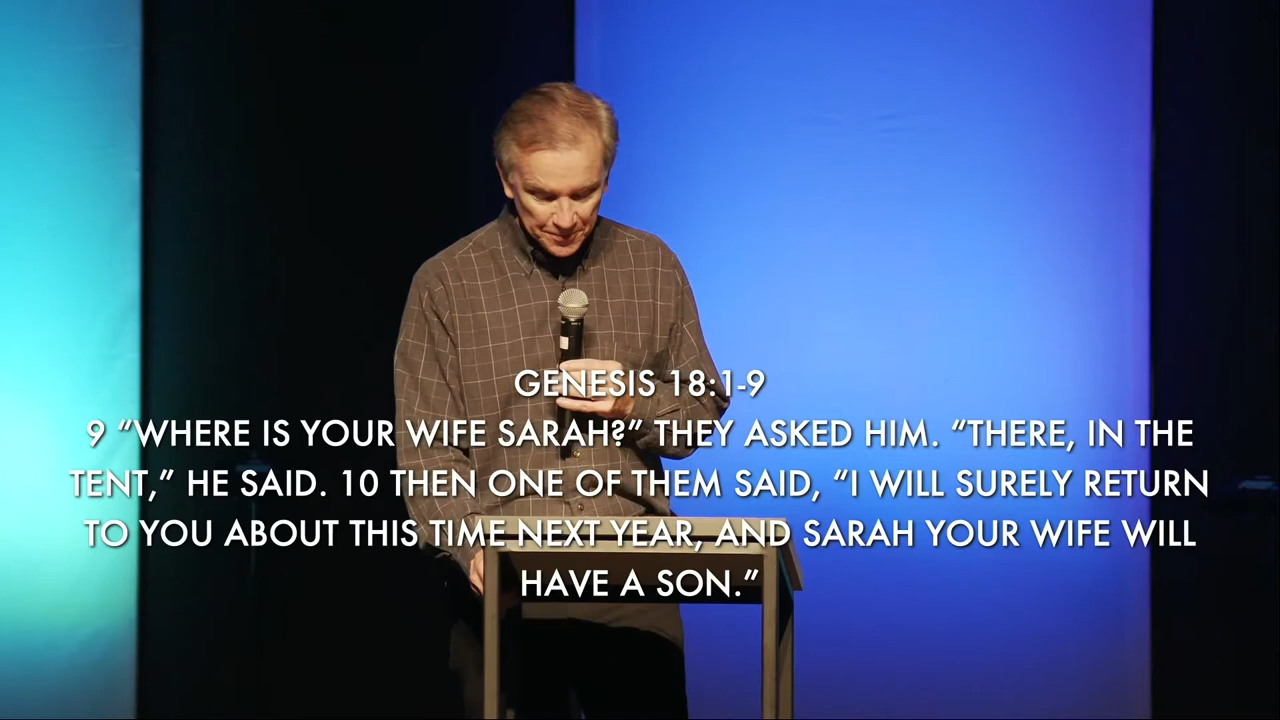 GENESIS 18:1-9
9 “WHERE IS YOUR WIFE SARAH?” THEY ASKED HIM. “THERE, IN THE
TENT,” HE SAID. 10 THEN ONE OF THEM SAID, “I WILL SURELY RETURN
TO YOU ABOUT THIS TIME NEXT YEAR, AND SARAH YOUR WIFE WILL
HAVE A SON.”